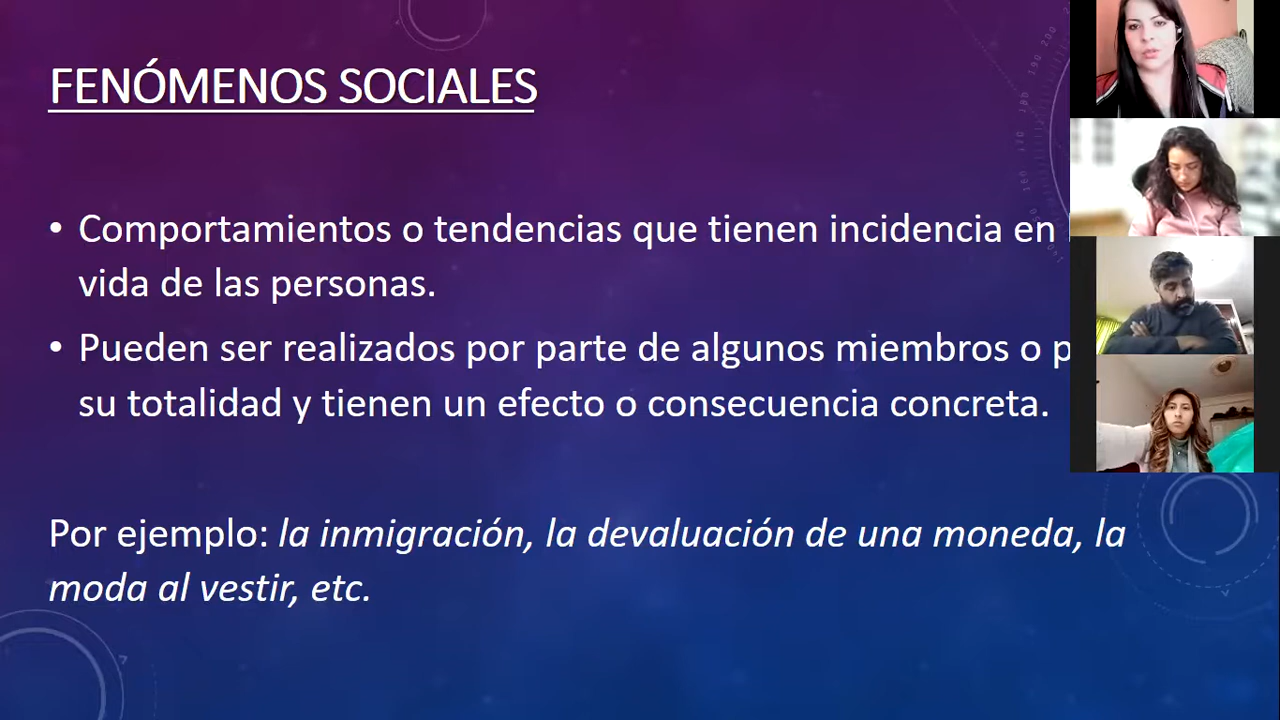 FENÓMENOS SOCIALES
• Comportamientos o tendencias que tienen incidencia en
vida de las personas.
• Pueden ser realizados por parte de algunos miembros o
su totalidad y tienen un efecto o consecuencia concreta.
Por ejemplo: la inmigración, la devaluación de una moneda, la
moda al vestir, etc.